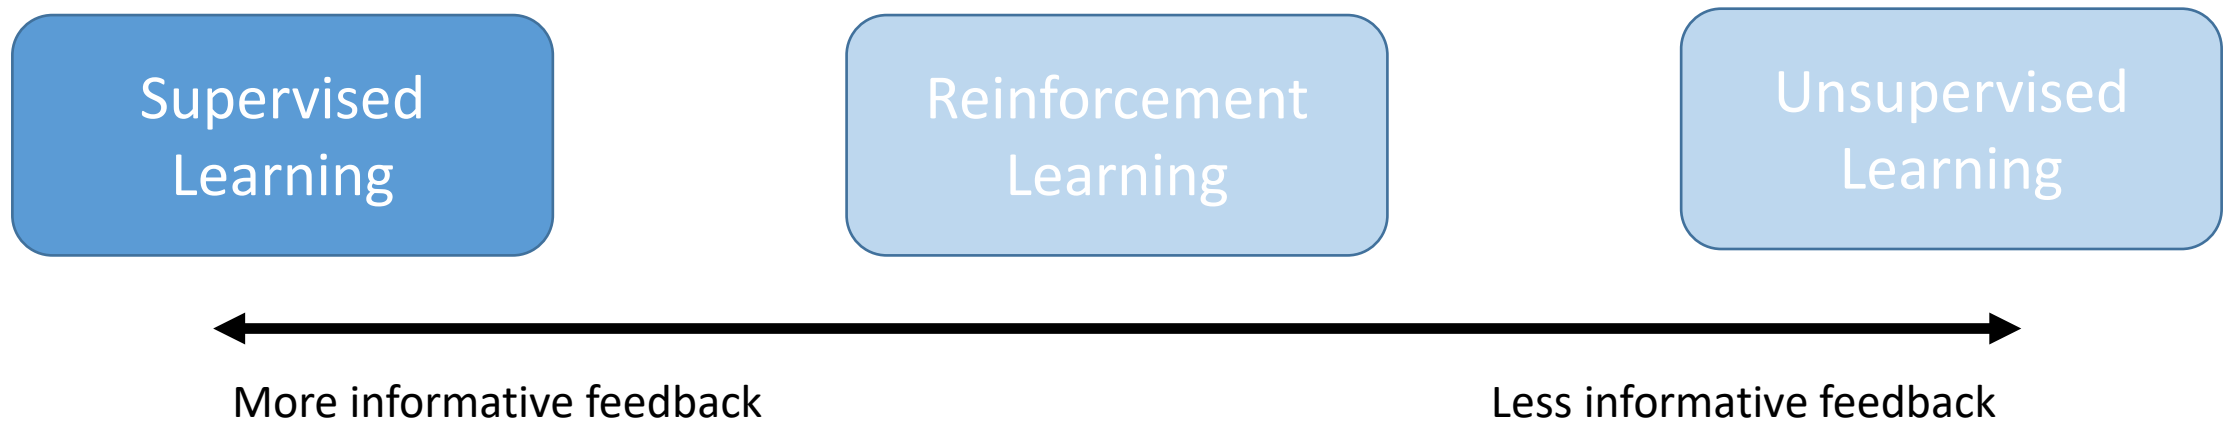 Supervised
Learning
Reinforcement
Learning
Unsupervised
Learning
More informative feedback
Less informative feedback